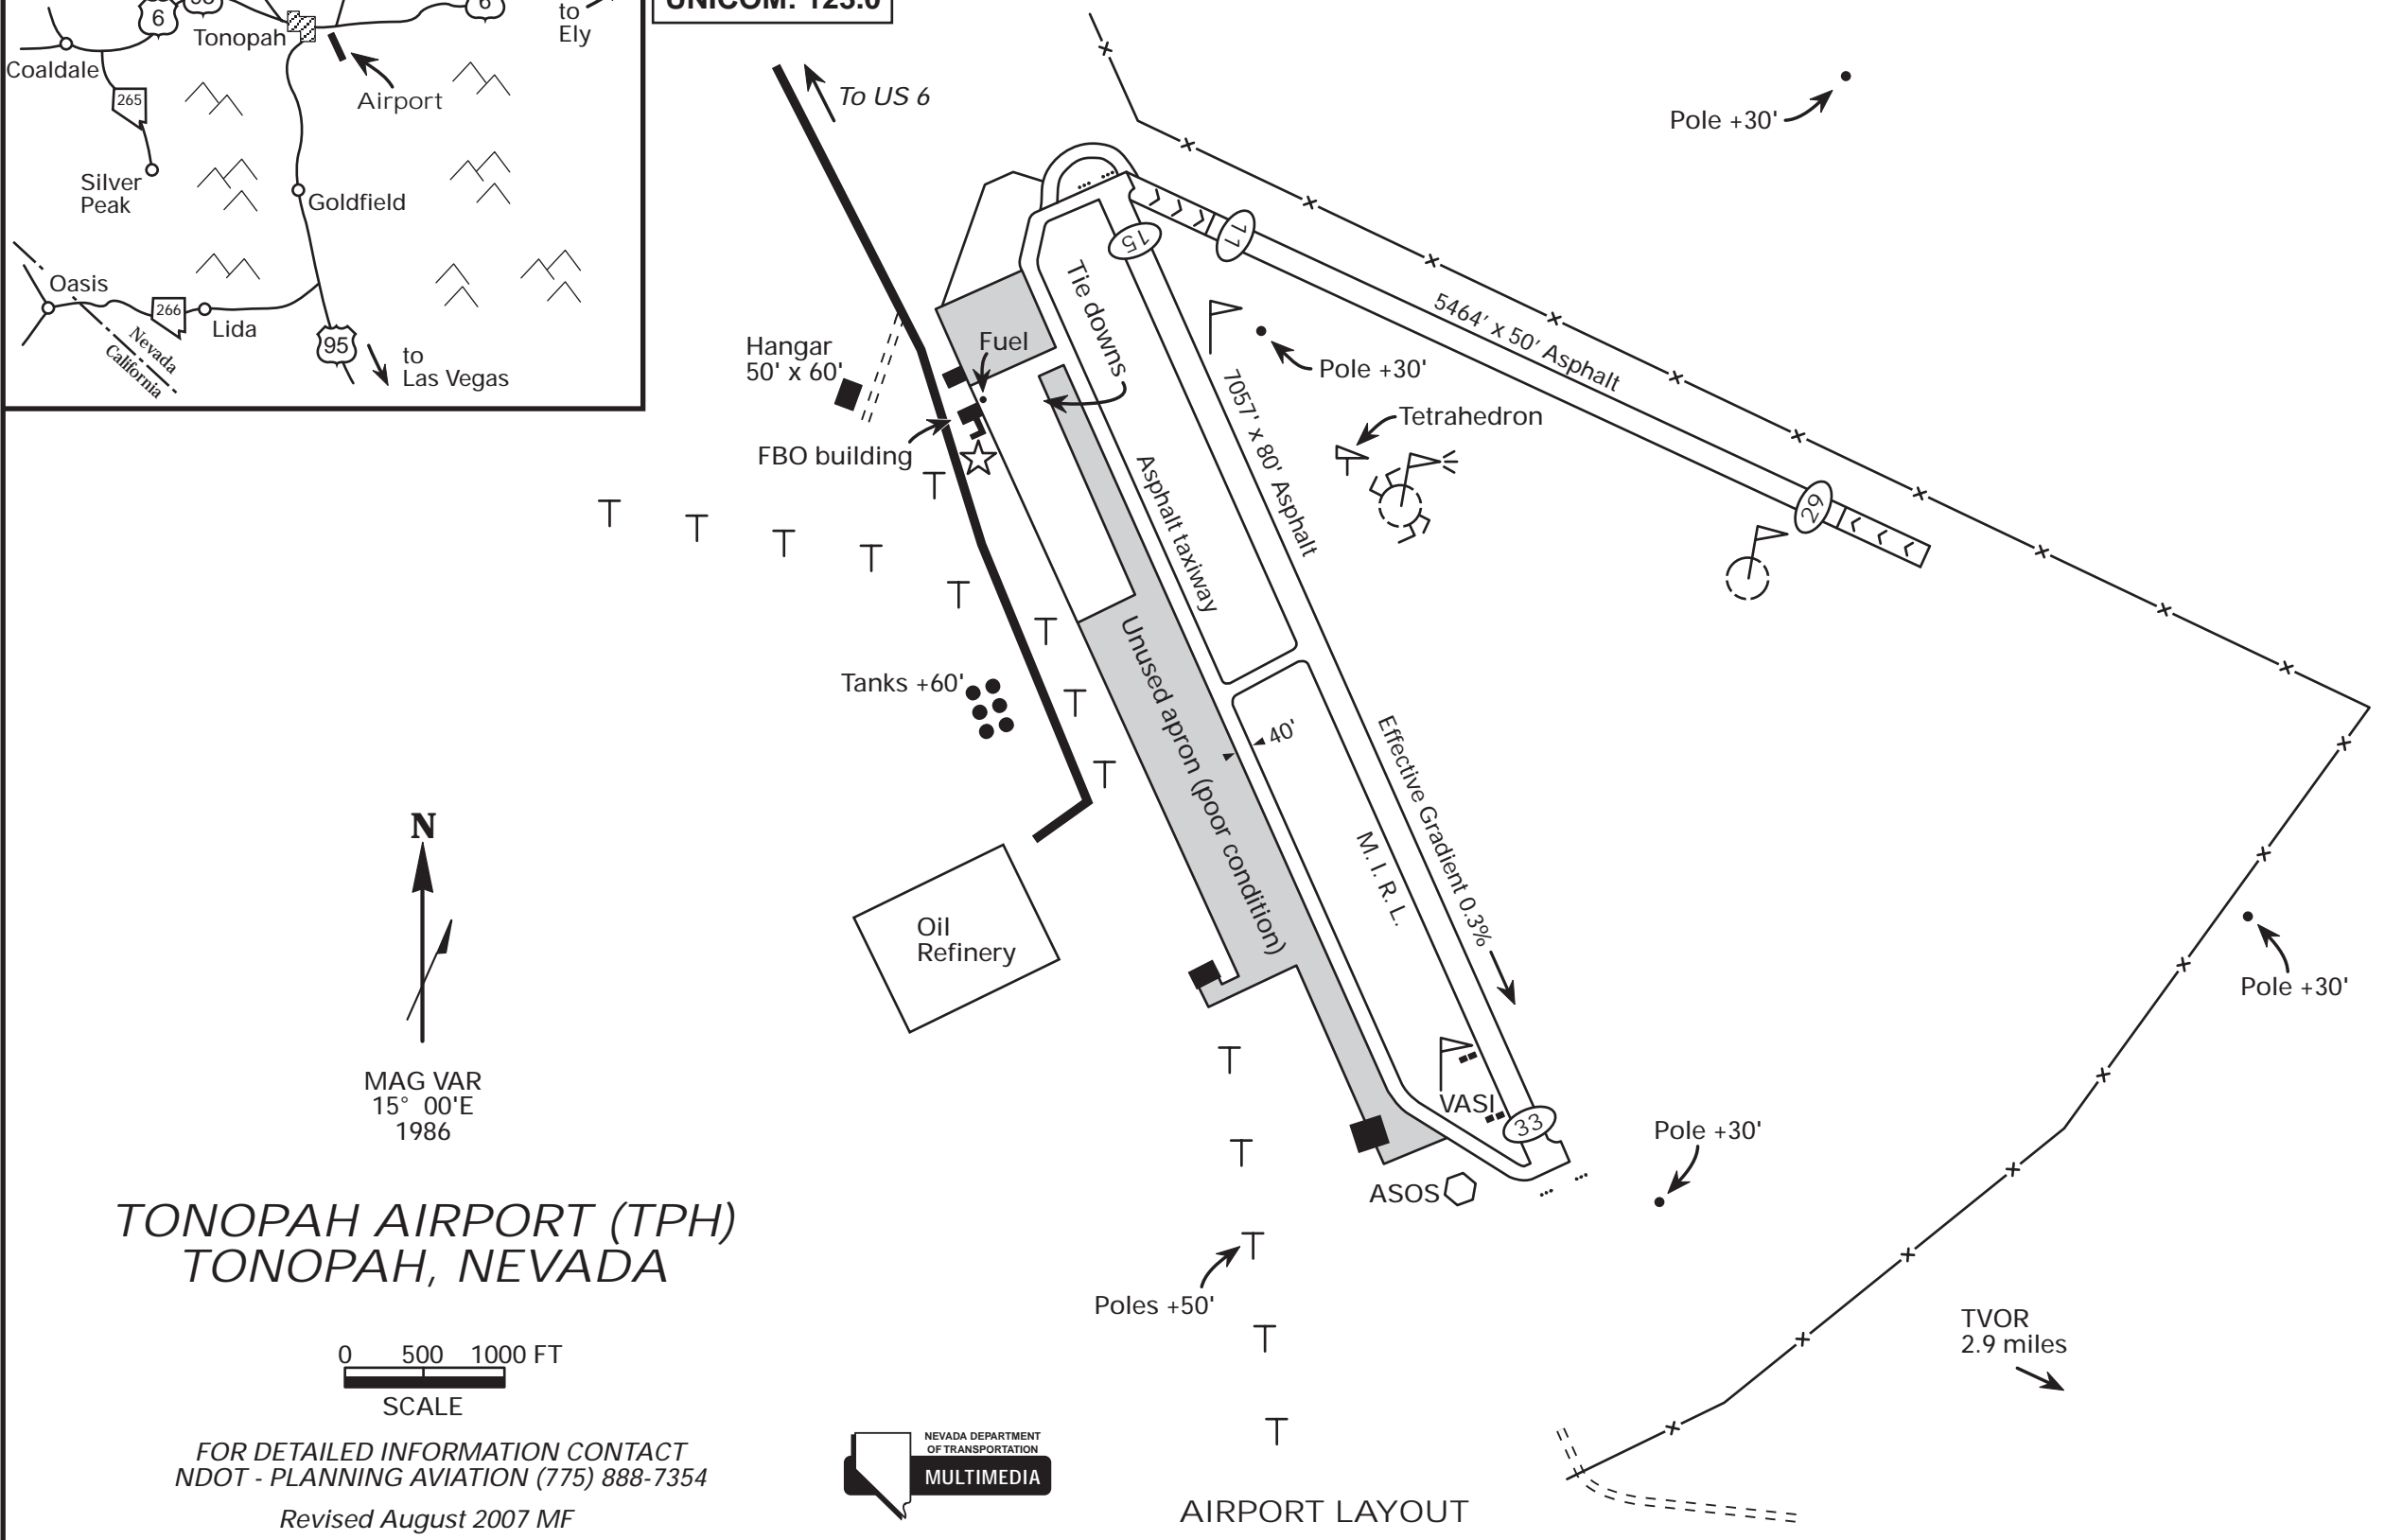 6
6
to
Ely
UNICOM: 123.0
Tonopah
Coaldale
265
Airport
Silver
Peak
Goldfield
Oasis
266
Lida
Nevada
California
95
to
Las Vegas
To US 6
Pole +30'
15
11
5464' x 50' Asphalt
Tie downs
Hangar
50' x 60'
Fuel
Pole +30'
7057' x 80' Asphalt
Tetrahedron
FBO building
Asphalt taxiway
29
Tanks +60'
Unused apron (poor condition)
40'
Effective Gradient 0.3%
M. I. R. L.
N
Oil
Refinery
Pole +30'
MAG VAR
15° 00'E
1986
VASI
33
Pole +30'
ASOS
TONOPAH AIRPORT (TPH)
TONOPAH, NEVADA
Poles +50'
TVOR
2.9 miles
0 500 1000 FT
SCALE
FOR DETAILED INFORMATION CONTACT
NDOT - PLANNING AVIATION (775) 888-7354
Revised August 2007 MF
NEVADA DEPARTMENT
OF TRANSPORTATION
MULTIMEDIA
AIRPORT LAYOUT